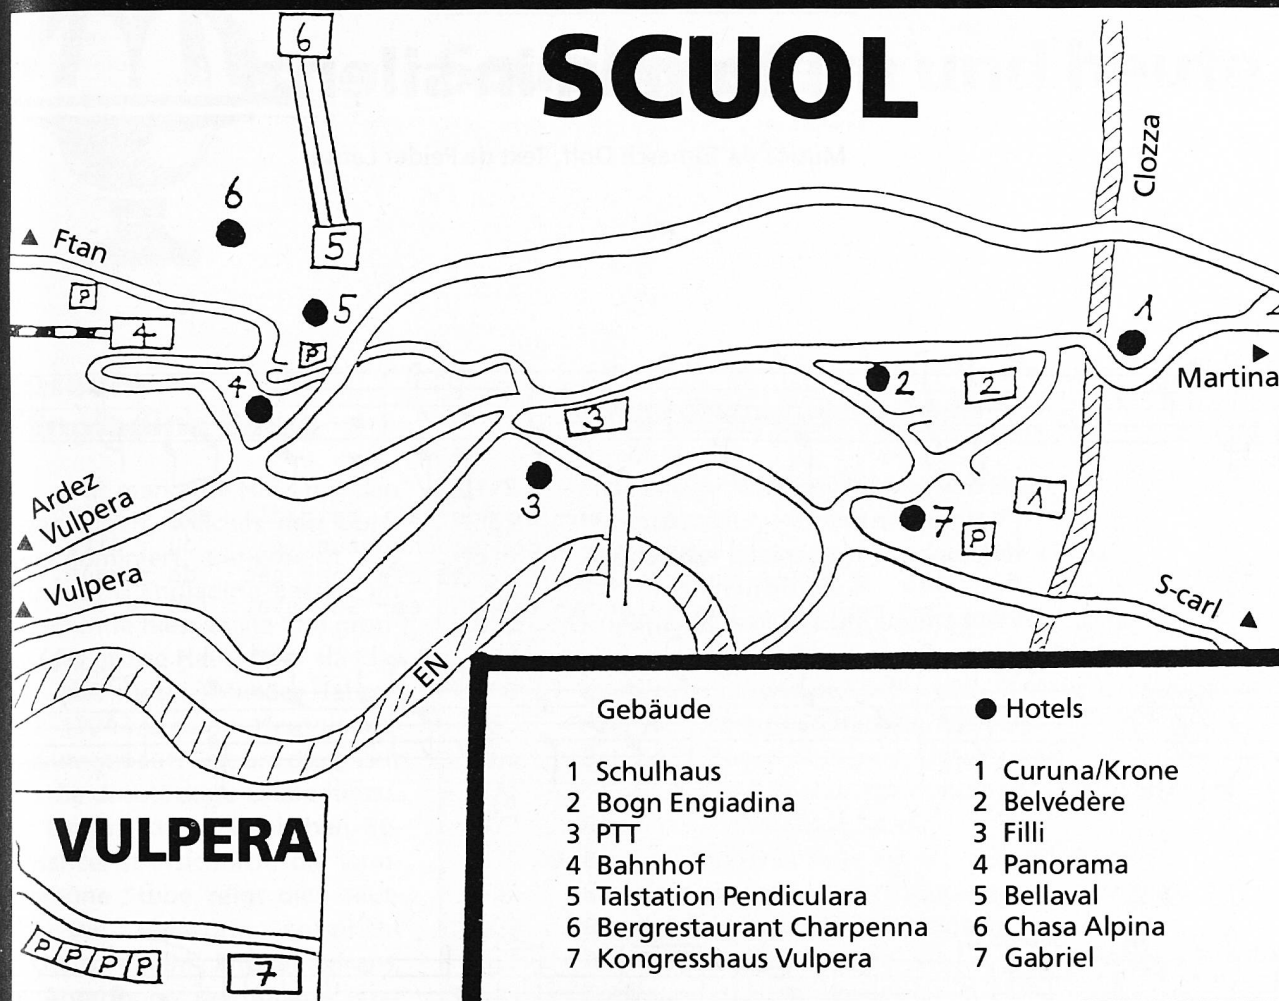 6
SCUOL
Clozza
6
5
Ftan
P
5
1
4
P
Martina
4
2
2
3
Ardez
Vulpera
3
1
7
P
Vulpera
S-carl
EN
Gebäude
1 Schulhaus
2 Bogn Engiadina
3 PTT
4 Bahnhof
5 Talstation Pendiculara
6 Bergrestaurant Charpenna
7 Kongresshaus Vulpera
Hotels
1 Curuna/Krone
2 Belvédère
3 Filli
4 Panorama
5 Bellaval
6 Chasa Alpina
7 Gabriel
VULPERA
P P P P
7